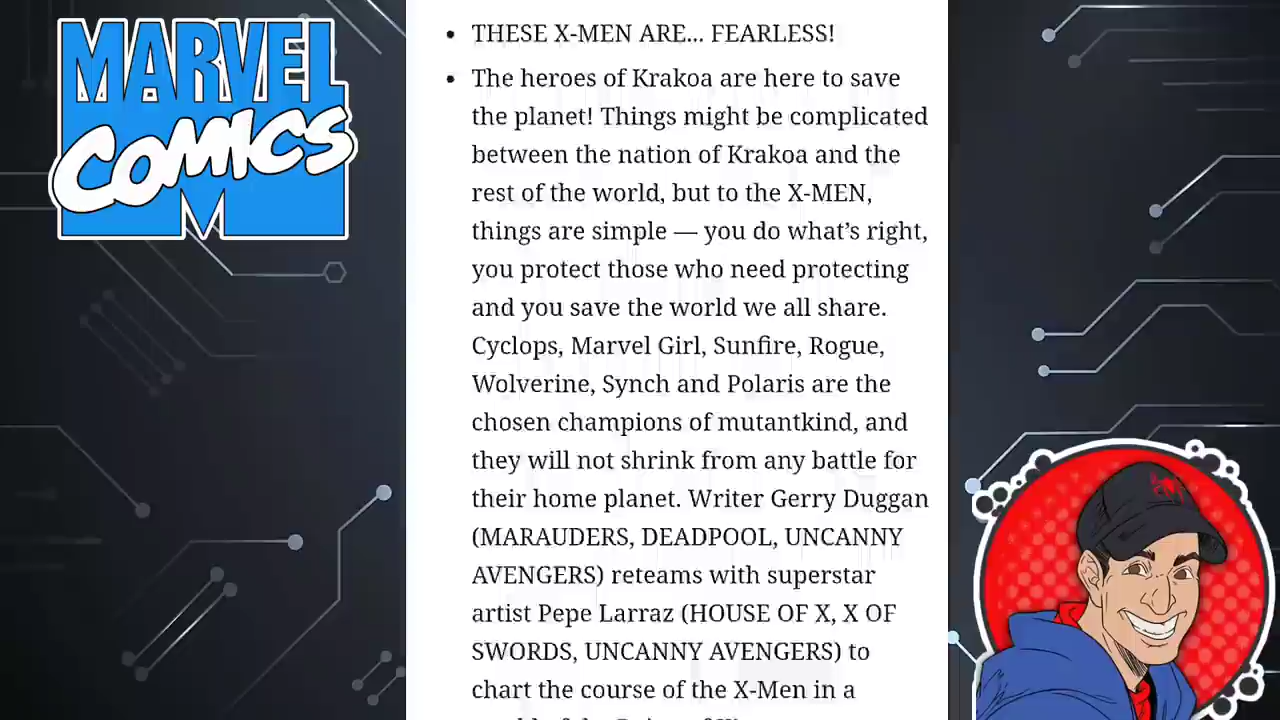 MARVEL
COMICS
M
• THESE X-MEN ARE... FEARLESS!
• The heroes of Krakoa are here to save
the planet! Things might be complicated
between the nation of Krakoa and the
rest of the world, but to the X-MEN,
things are simple — you do what’s right,
you protect those who need protecting
and you save the world we all share.
Cyclops, Marvel Girl, Sunfire, Rogue,
Wolverine, Synch and Polaris are the
chosen champions of mutantkind, and
they will not shrink from any battle for
their home planet. Writer Gerry Duggan
(MARAUDERS, DEADPOOL, UNCANNY
AVENGERS) reteams with superstar
artist Pepe Larraz (HOUSE OF X, X OF
SWORDS, UNCANNY AVENGERS) to
chart the course of the X-Men in a